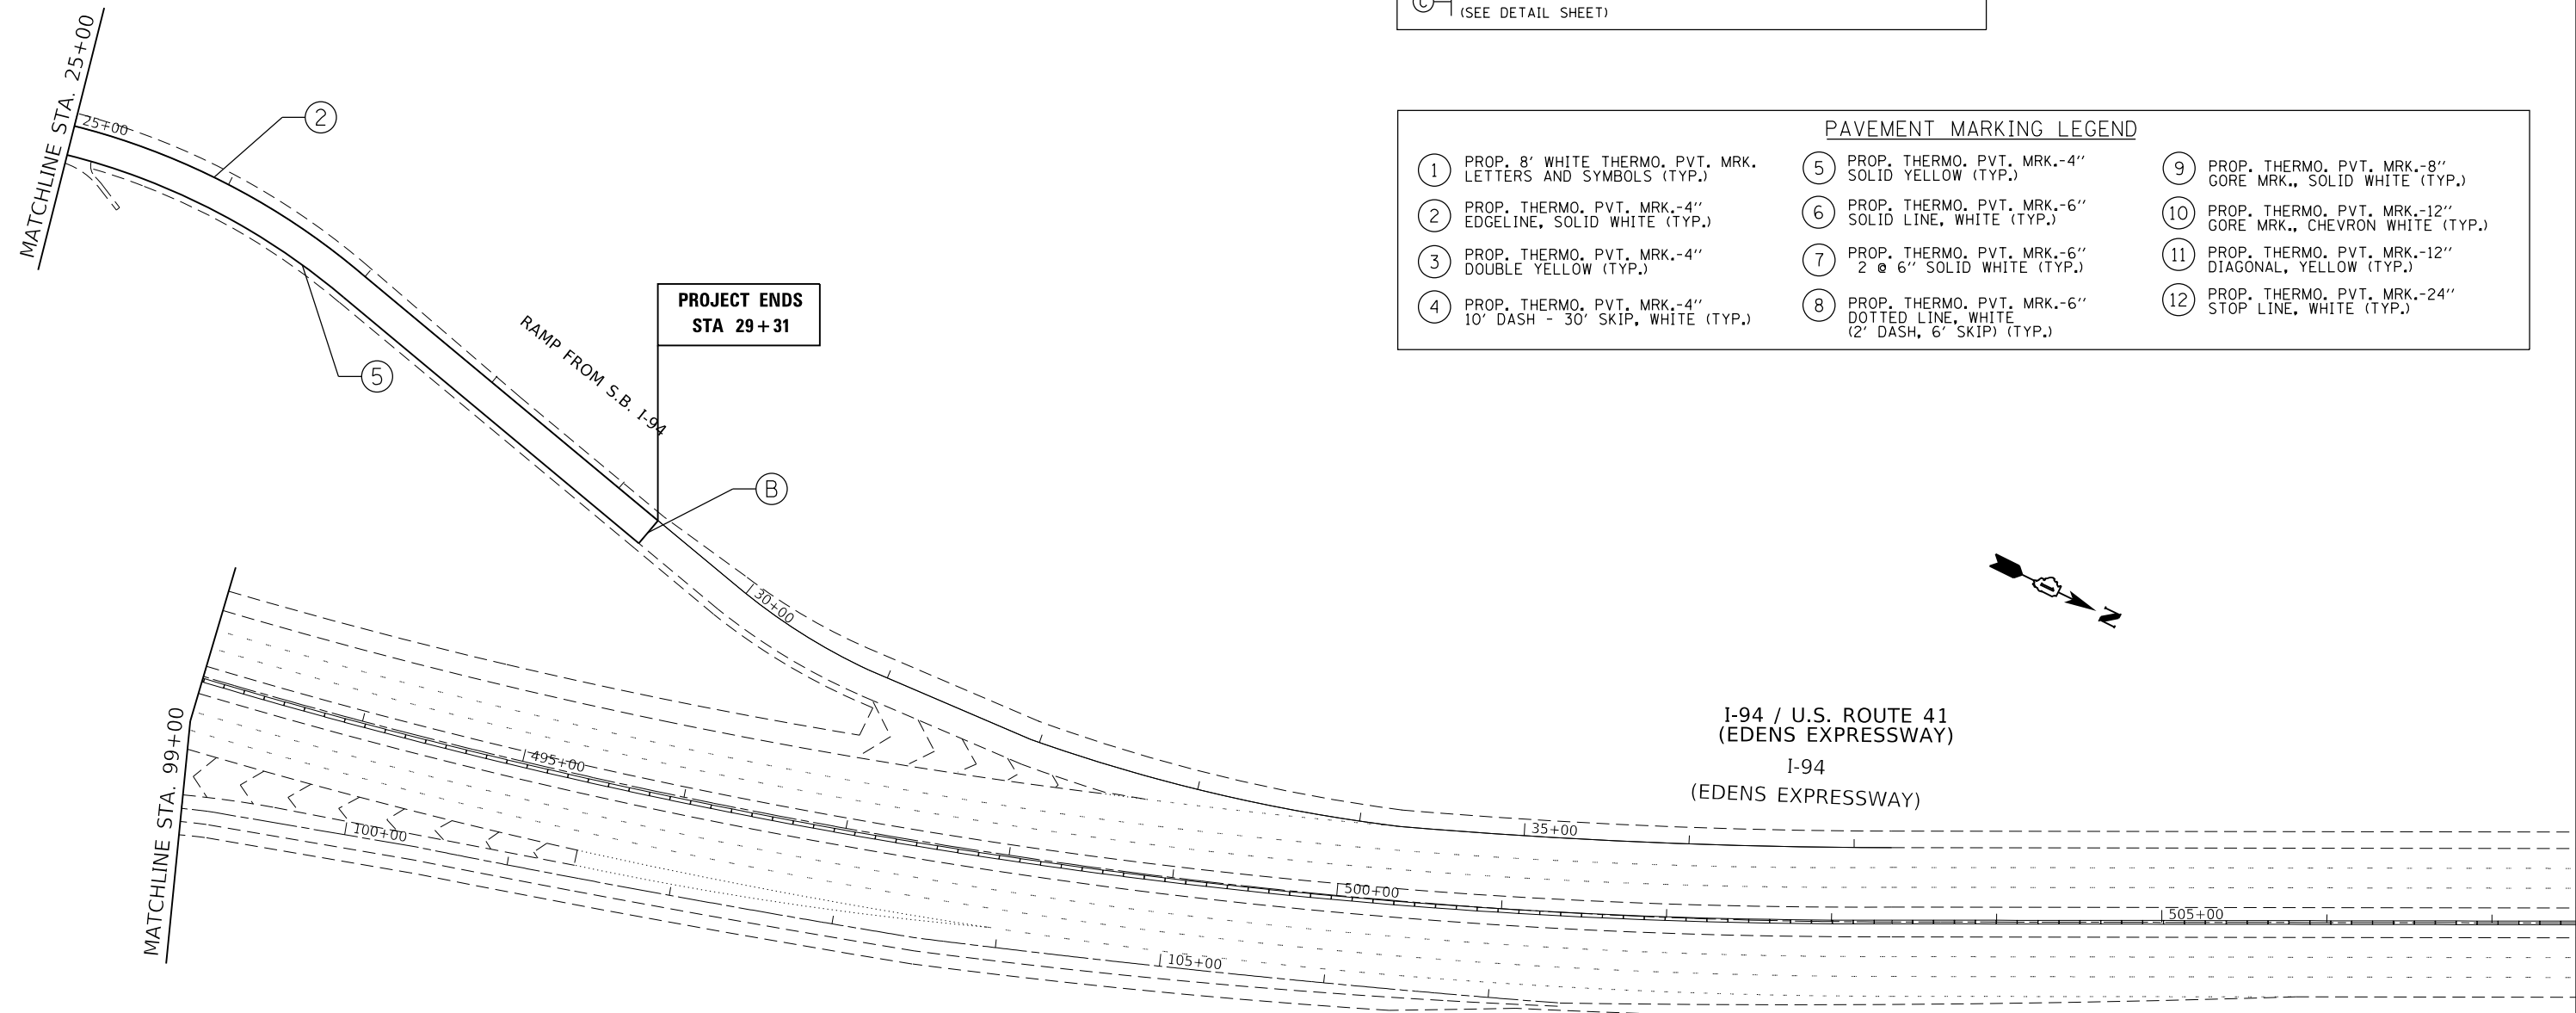 C
(SEE DETAIL SHEET)
MATCHLINE STA. 25+00
25+00
2
5
PROJECT ENDS
STA 29+31
RAMP FROM S.B. I-94
B
30+00
PAVEMENT MARKING LEGEND
1 PROP. 8' WHITE THERMO. PVT. MRK.
LETTERS AND SYMBOLS (TYP.)
2 PROP. THERMO. PVT. MRK.-4''
EDGELINE, SOLID WHITE (TYP.)
3 PROP. THERMO. PVT. MRK.-4''
DOUBLE YELLOW (TYP.)
4 PROP. THERMO. PVT. MRK.-4''
10' DASH - 30' SKIP, WHITE (TYP.)
5 PROP. THERMO. PVT. MRK.-4''
SOLID YELLOW (TYP.)
6 PROP. THERMO. PVT. MRK.-6''
SOLID LINE, WHITE (TYP.)
7 PROP. THERMO. PVT. MRK.-6''
2 @ 6'' SOLID WHITE (TYP.)
8 PROP. THERMO. PVT. MRK.-6''
DOTTED LINE, WHITE
(2' DASH, 6' SKIP) (TYP.)
9 PROP. THERMO. PVT. MRK.-8''
GORE MRK., SOLID WHITE (TYP.)
10 PROP. THERMO. PVT. MRK.-12''
GORE MRK., CHEVRON WHITE (TYP.)
11 PROP. THERMO. PVT. MRK.-12''
DIAGONAL, YELLOW (TYP.)
12 PROP. THERMO. PVT. MRK.-24''
STOP LINE, WHITE (TYP.)
N
I-94 / U.S. ROUTE 41
(EDENS EXPRESSWAY)
I-94
(EDENS EXPRESSWAY)
MATCHLINE STA. 99+00
495+00
100+00
35+00
500+00
505+00
105+00